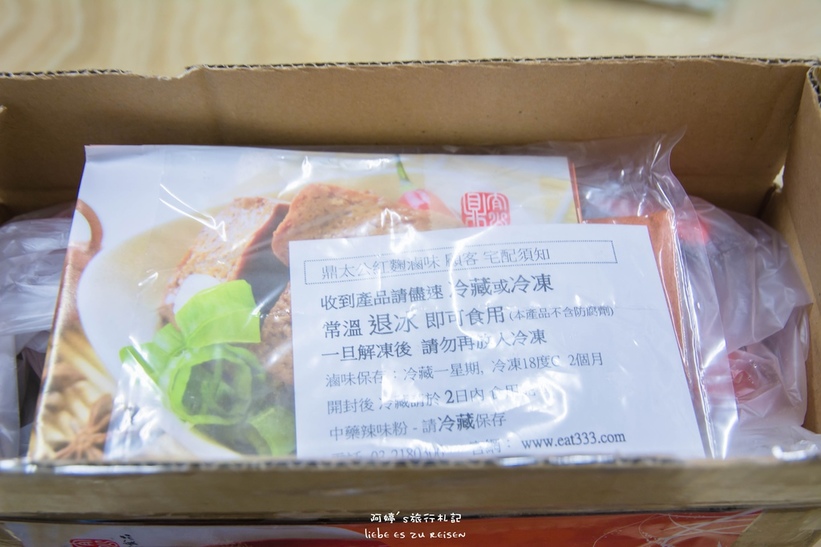 鼎太公紅麴滷味 顧客 宅配須知
收到產品請儘速 冷藏或冷凍
常溫 退冰 即可食用 (本產品不含防腐劑)
一旦解凍後 請勿再放入冷凍
滷味保存：冷藏一星期, 冷凍18度C 2個月
開封後 冷藏請於 2日內 食用
中藥辣味粉 - 請冷藏保存
www.eat333.com
阿婷's旅行札記
Liebe es zu reisen